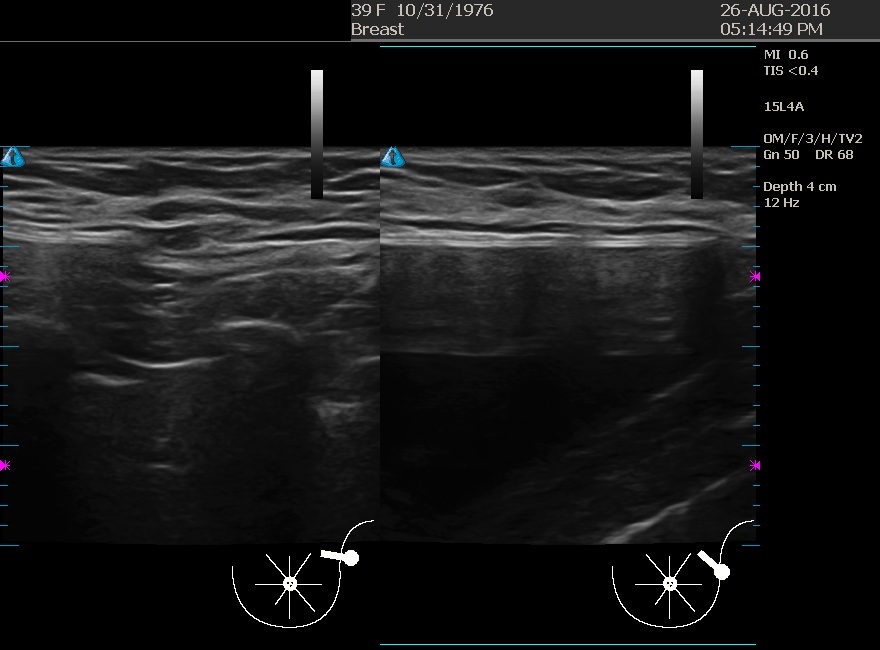 39 F 10/31/1976
26-AUG-2016
Breast
05:14:49 PM
MI 0.6
TIS <0.4
15L4A
OM/F/3/H/TV2
Gn 50 DR 68
Depth 4 cm
12 Hz